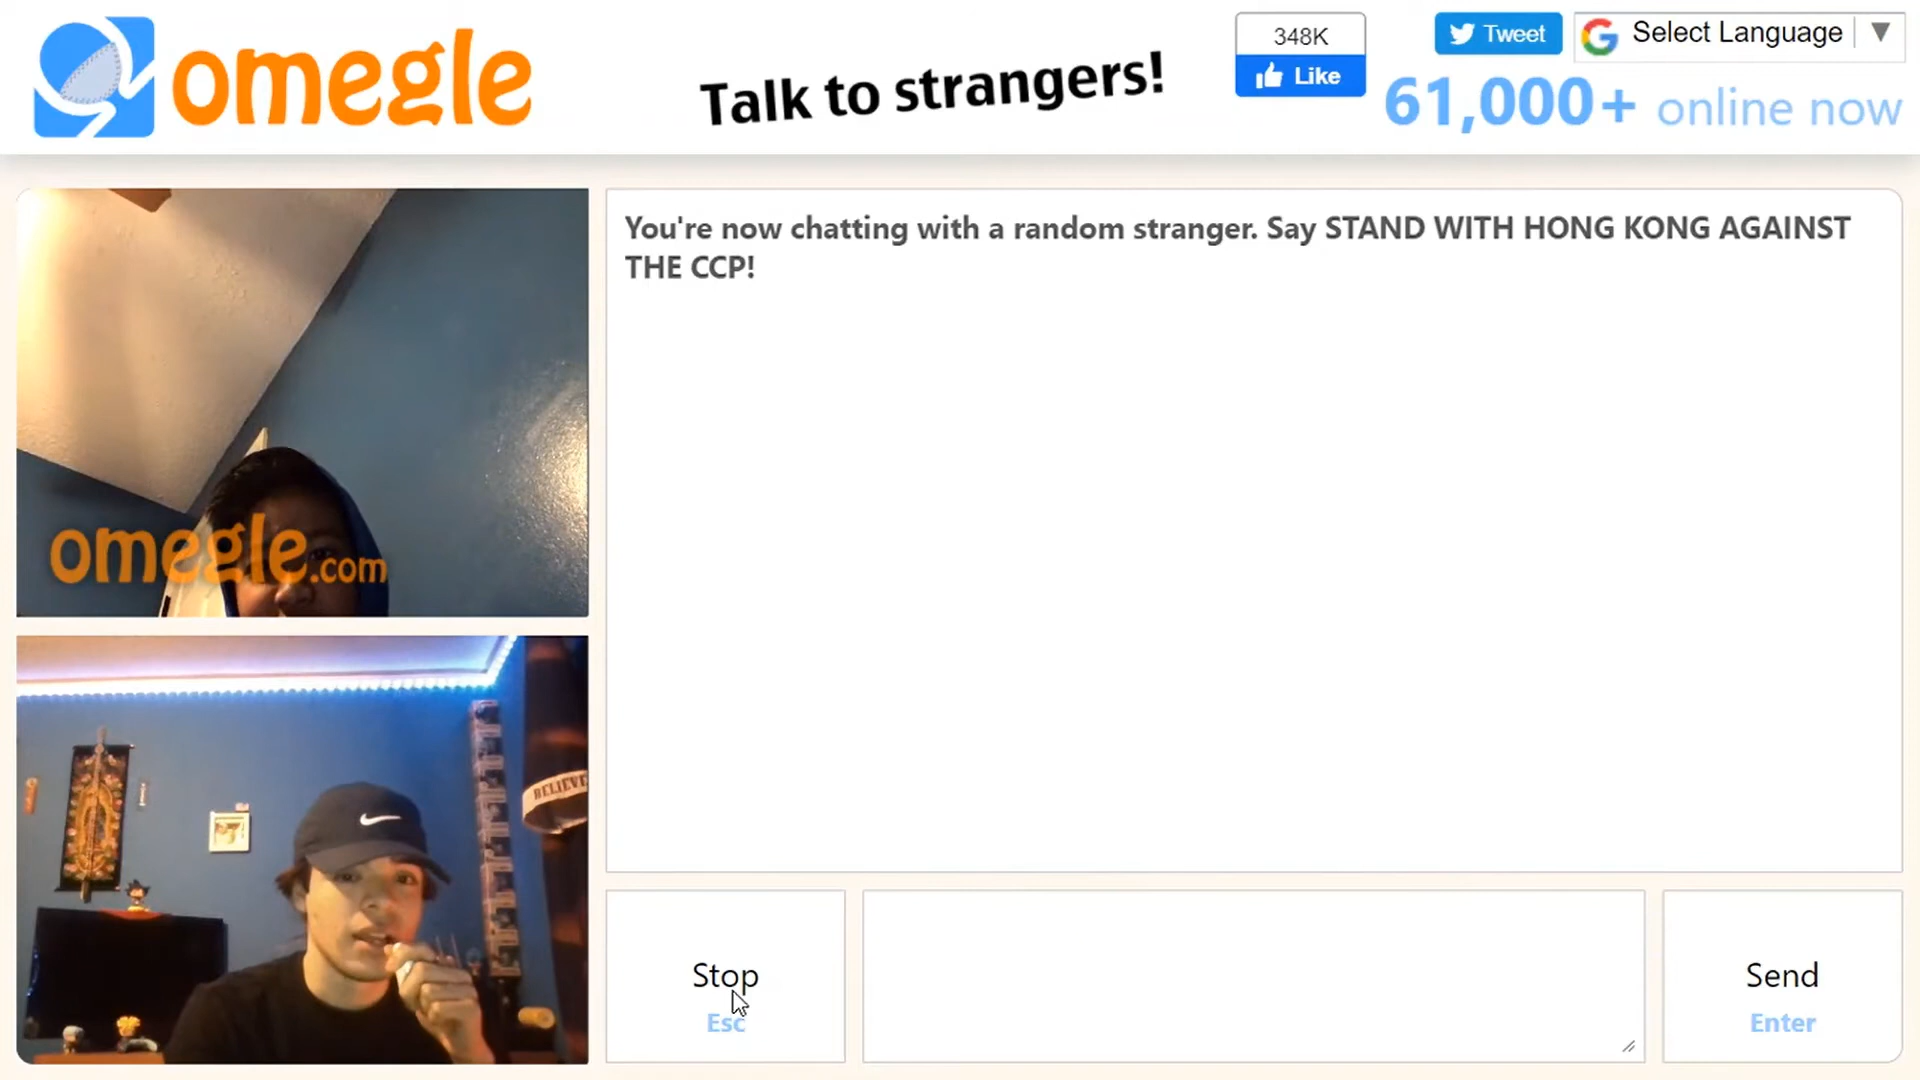 omegle
Talk to strangers!
348K
Like
Tweet
Select Language
61,000+ online now
You're now chatting with a random stranger. Say STAND WITH HONG KONG AGAINST
THE CCP!
omegle.com
BELIEVE
Stop
Esc
Send
Enter